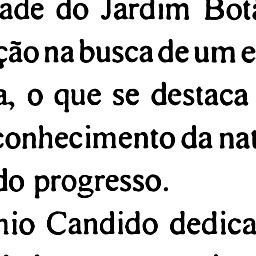 ade do Jardim Botâ
ção na busca de um e
a, o que se destaca
conhecimento da nat
do progresso.
nio Candido dedica